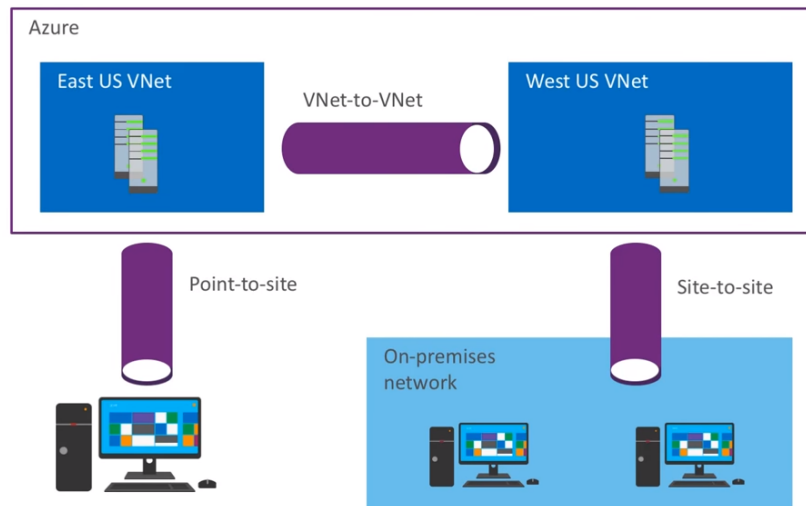 Azure
East US VNet
VNet-to-VNet
West US VNet
Point-to-site
Site-to-site
On-premises
network